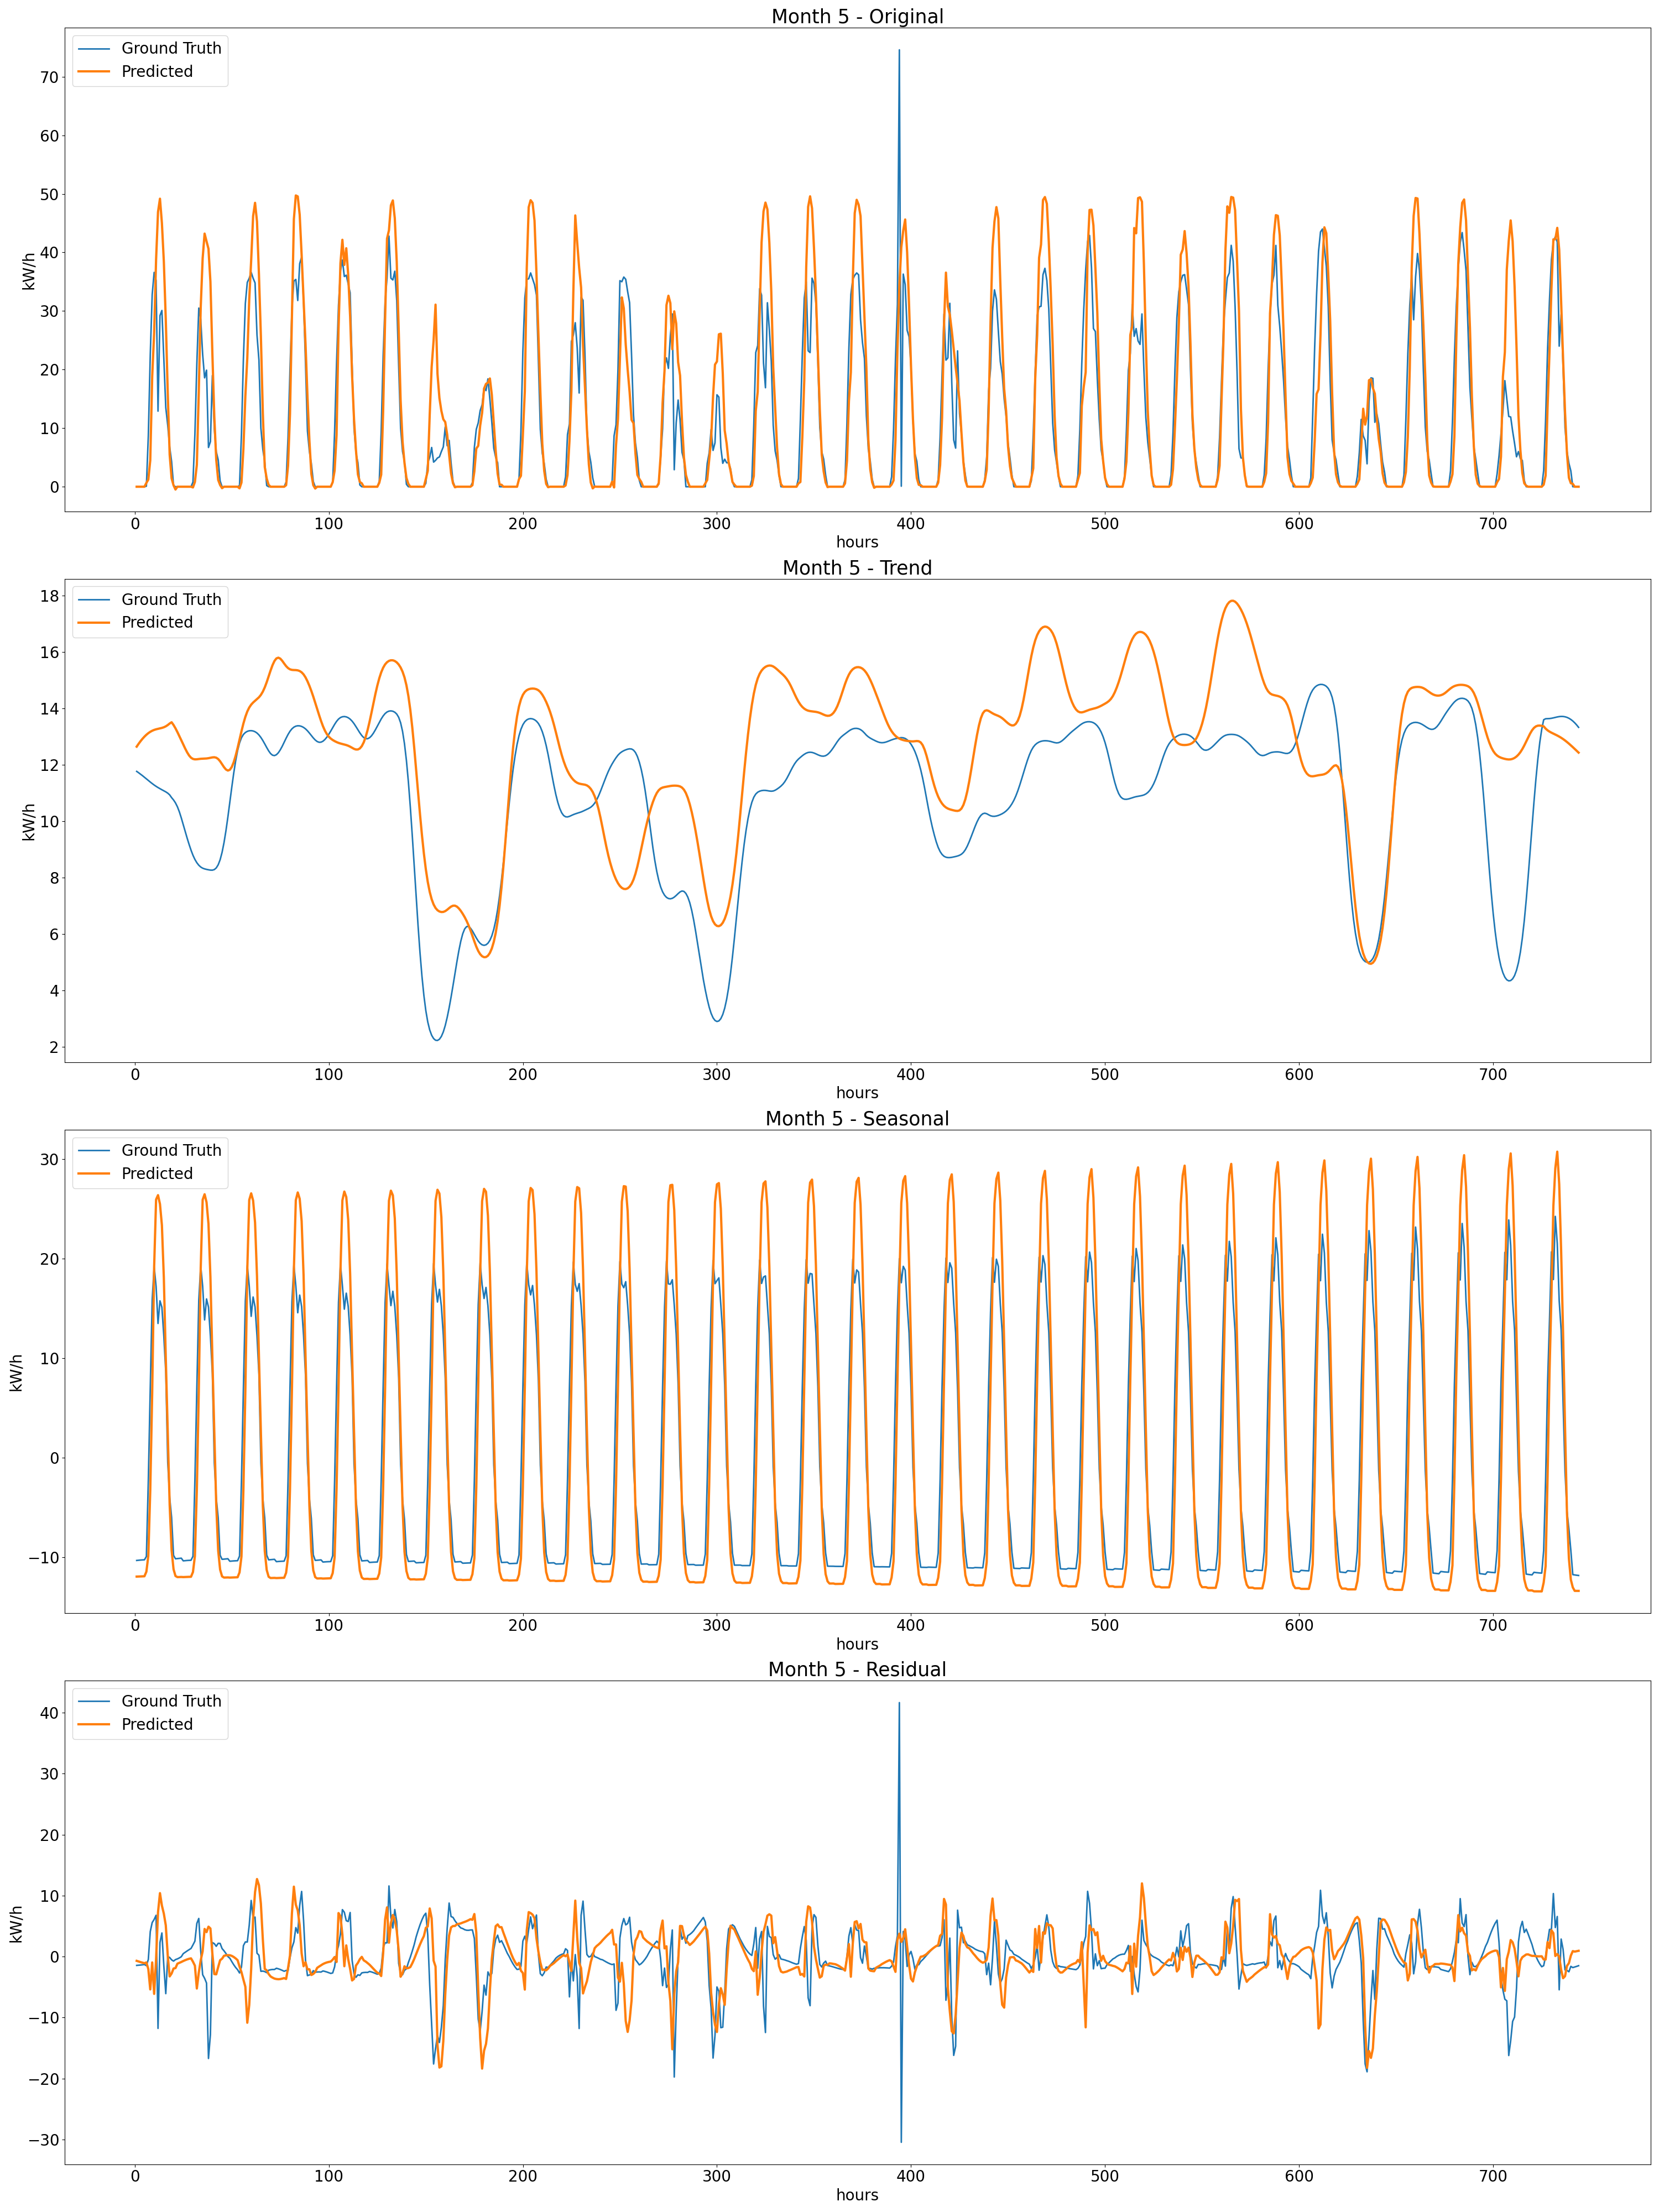 Month 5 - Original
Ground Truth
Predicted
kW/h
70
60
50
40
30
20
10
0
0 100 200 300 400 500 600 700
hours
Month 5 - Trend
Ground Truth
Predicted
kW/h
18
16
14
12
10
8
6
4
2
0 100 200 300 400 500 600 700
hours
Month 5 - Seasonal
Ground Truth
Predicted
kW/h
30
20
10
0
−10
0 100 200 300 400 500 600 700
hours
Month 5 - Residual
Ground Truth
Predicted
kW/h
40
30
20
10
0
−10
−20
−30
0 100 200 300 400 500 600 700
hours